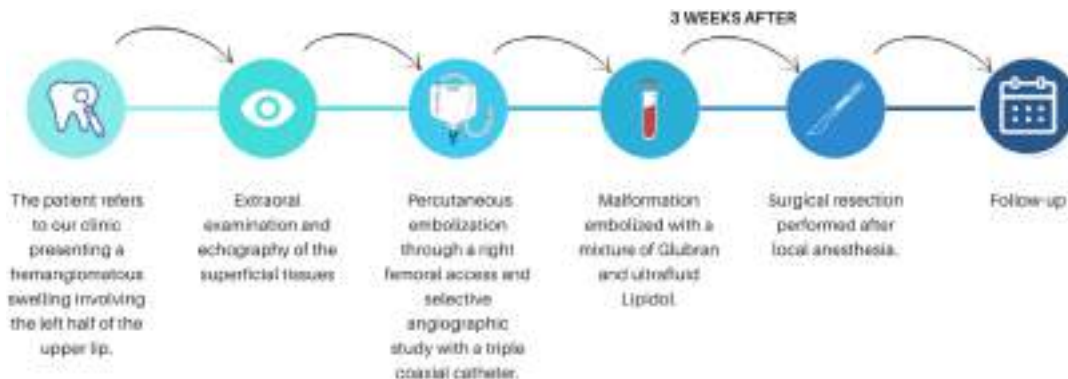 3 WEEKS AFTER
The patient refers
to our clinic
presenting a
hemangiomatous
swelling involving
the left half of the
upper lip.
Extraoral
examination and
echography of the
superficial tissues
Percutaneous
embolization
through a right
femoral access and
selective
angiographic
study with a triple
coaxial catheter.
Malformation
embolized with a
mixture of Glubran
and ultrafluid
Lipidol.
Surgical resection
performed after
local anesthesia.
Follow-up